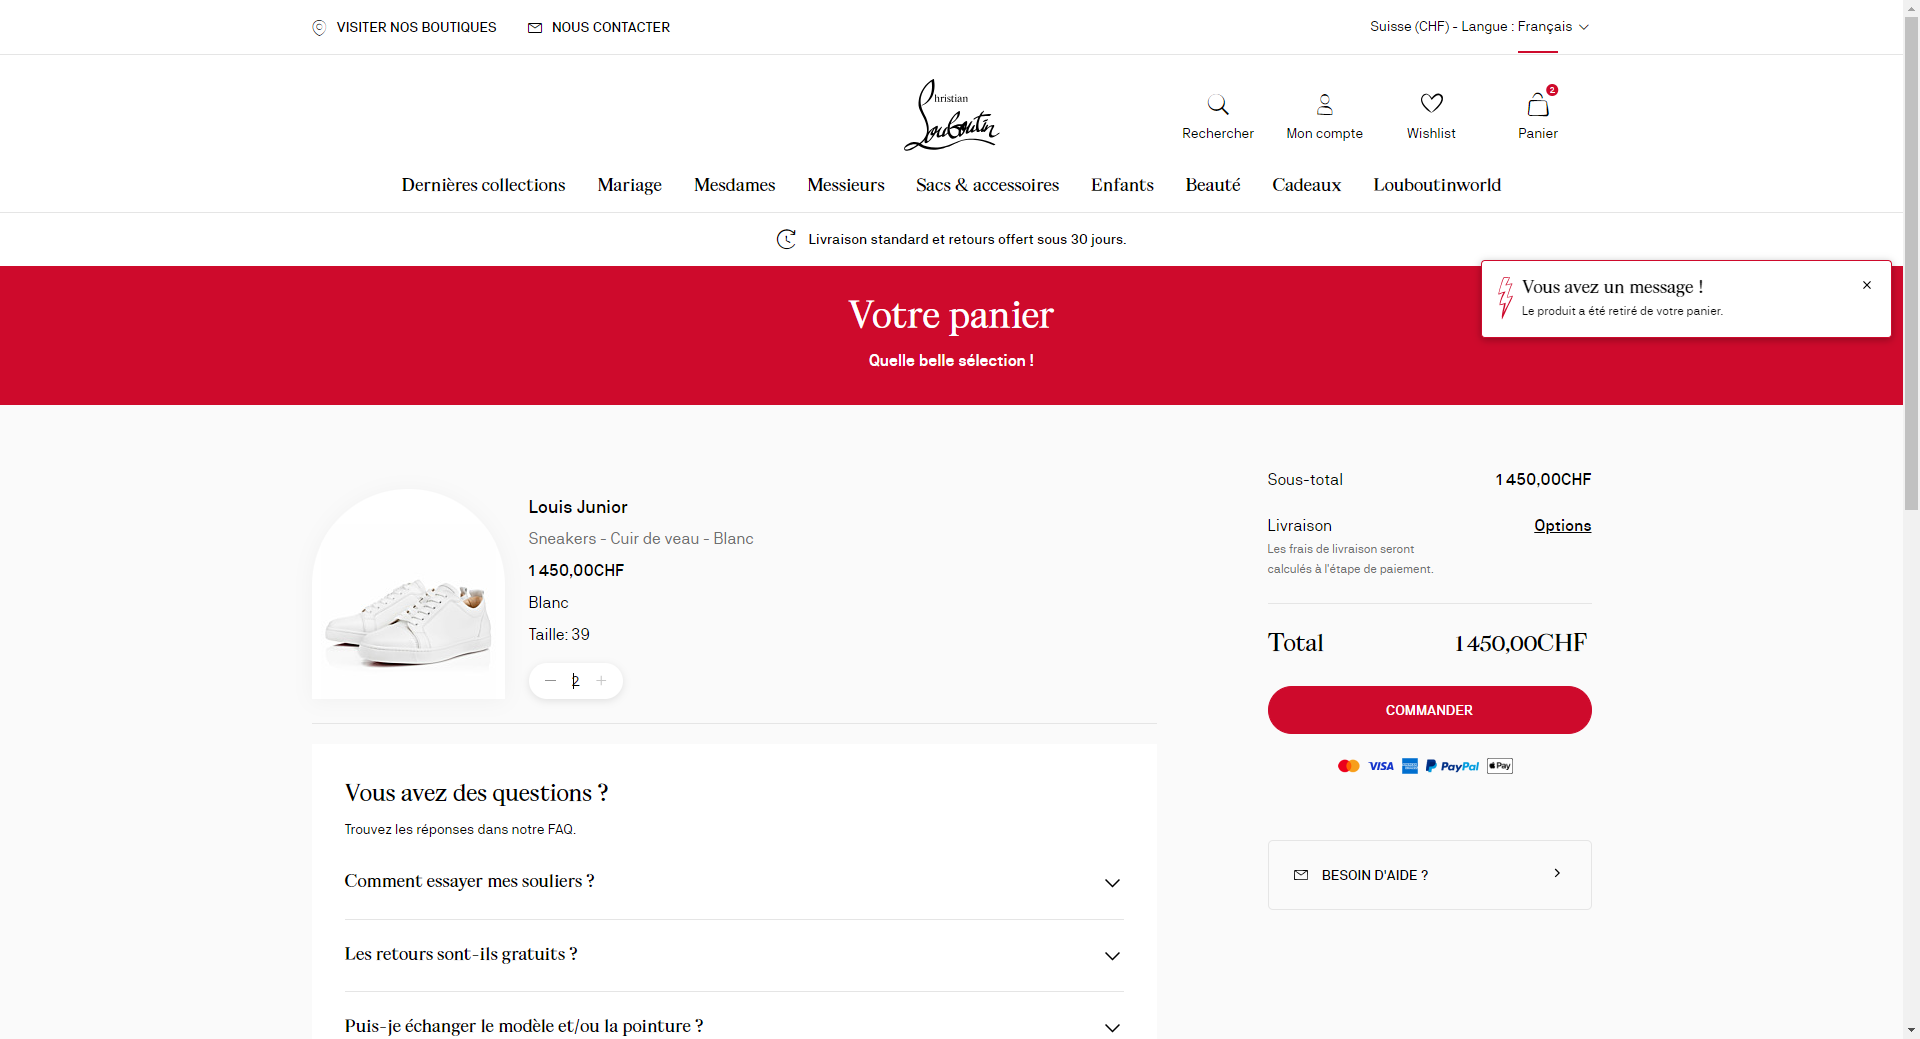 VISITER NOS BOUTIQUES
NOUS CONTACTER
Suisse (CHF) - Langue : Français
Christian
Louboutin
Rechercher
Mon compte
Wishlist
2
Panier
Dernières collections
Mariage
Mesdames
Messieurs
Sacs & accessoires
Enfants
Beauté
Cadeaux
Louboutinworld
Livraison standard et retours offert sous 30 jours.
Votre panier
Quelle belle sélection !
Vous avez un message !
Le produit a été retiré de votre panier.
Louis Junior
Sneakers - Cuir de veau - Blanc
1 450,00CHF
Blanc
Taille: 39
2
Sous-total 1 450,00CHF
Livraison Options
Les frais de livraison seront
calculés à l'étape de paiement.
Total 1 450,00CHF
COMMANDER
VISA
PayPal
Pay
BESOIN D'AIDE ?
Vous avez des questions ?
Trouvez les réponses dans notre FAQ.
Comment essayer mes souliers ?
Les retours sont-ils gratuits ?
Puis-je échanger le modèle et/ou la pointure ?